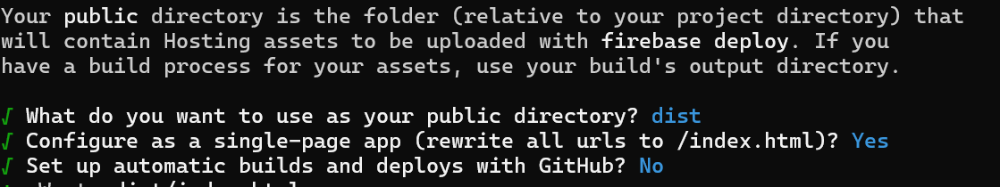 Your public directory is the folder (relative to your project directory) that
will contain Hosting assets to be uploaded with firebase deploy. If you
have a build process for your assets, use your build's output directory.
√ What do you want to use as your public directory? dist
√ Configure as a single-page app (rewrite all urls to /index.html)? Yes
√ Set up automatic builds and deploys with GitHub? No